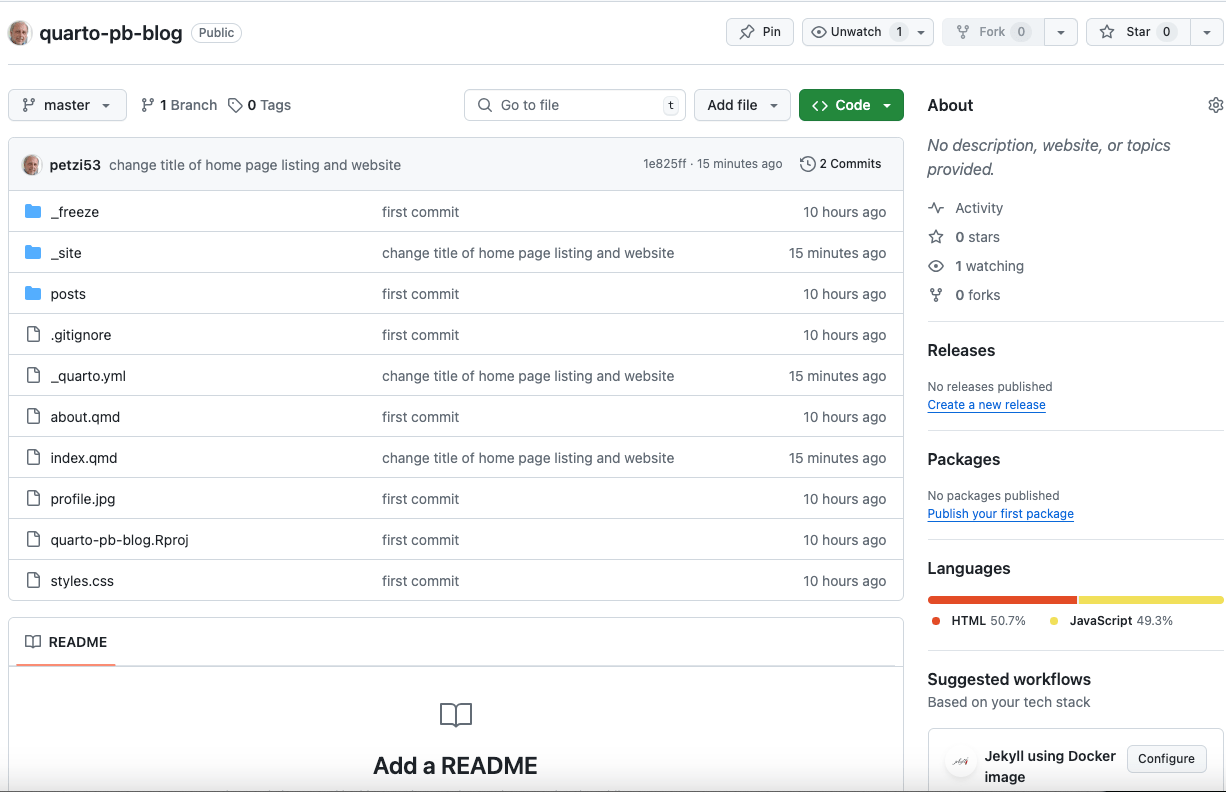 quarto-pb-blog Public Pin Unwatch 1 Fork 0 Star 0
master 1 Branch 0 Tags Go to file t Add file Code
petzi53 change title of home page listing and website 1e825ff · 15 minutes ago 2 Commits
_freeze first commit 10 hours ago
_site change title of home page listing and website 15 minutes ago
posts first commit 10 hours ago
.gitignore first commit 10 hours ago
_quarto.yml change title of home page listing and website 15 minutes ago
about.qmd first commit 10 hours ago
index.qmd change title of home page listing and website 15 minutes ago
profile.jpg first commit 10 hours ago
quarto-pb-blog.Rproj first commit 10 hours ago
styles.css first commit 10 hours ago
README
Add a README
About
No description, website, or topics
provided.
Activity
0 stars
1 watching
0 forks
Releases
No releases published
Create a new release
Packages
No packages published
Publish your first package
Languages
HTML 50.7% JavaScript 49.3%
Suggested workflows
Based on your tech stack
Jekyll using Docker
image
Configure